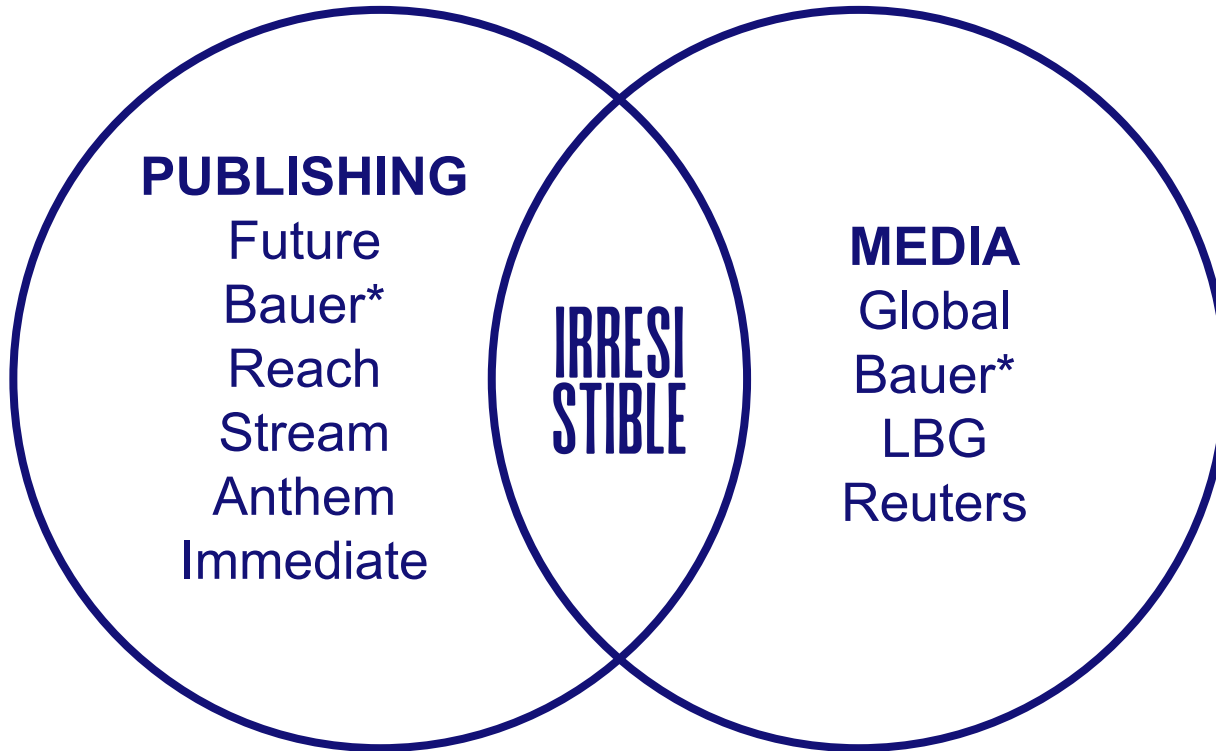 PUBLISHING
Future
Bauer*
Reach
Stream
Anthem
Immediate
IRRESI
STIBLE
MEDIA
Global
Bauer*
LBG
Reuters